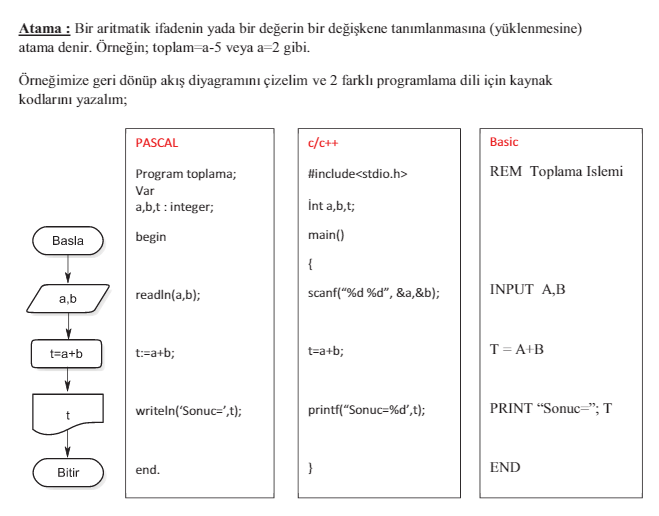 Atama : Bir aritmatik ifadenin yada bir değerin bir değişkene tanımlanmasına (yüklenmesine)
atama denir. Örneğin; toplam=a-5 veya a=2 gibi.
Örneğimize geri dönüp akış diyagramını çizelim ve 2 farklı programlama dili için kaynak
kodlarını yazalım;
Basla
a,b
t=a+b
t
Bitir
PASCAL
Program toplama;
Var
a,b,t : integer;
begin
readln(a,b);
t:=a+b;
writeln(‘Sonuc=’,t);
end.
c/c++
#include<stdio.h>
İnt a,b,t;
main()
{
scanf(“%d %d”, &a,&b);
t=a+b;
printf(“Sonuc=%d’,t);
}
Basic
REM Toplama Islemi
INPUT A,B
T = A+B
PRINT “Sonuc=”; T
END